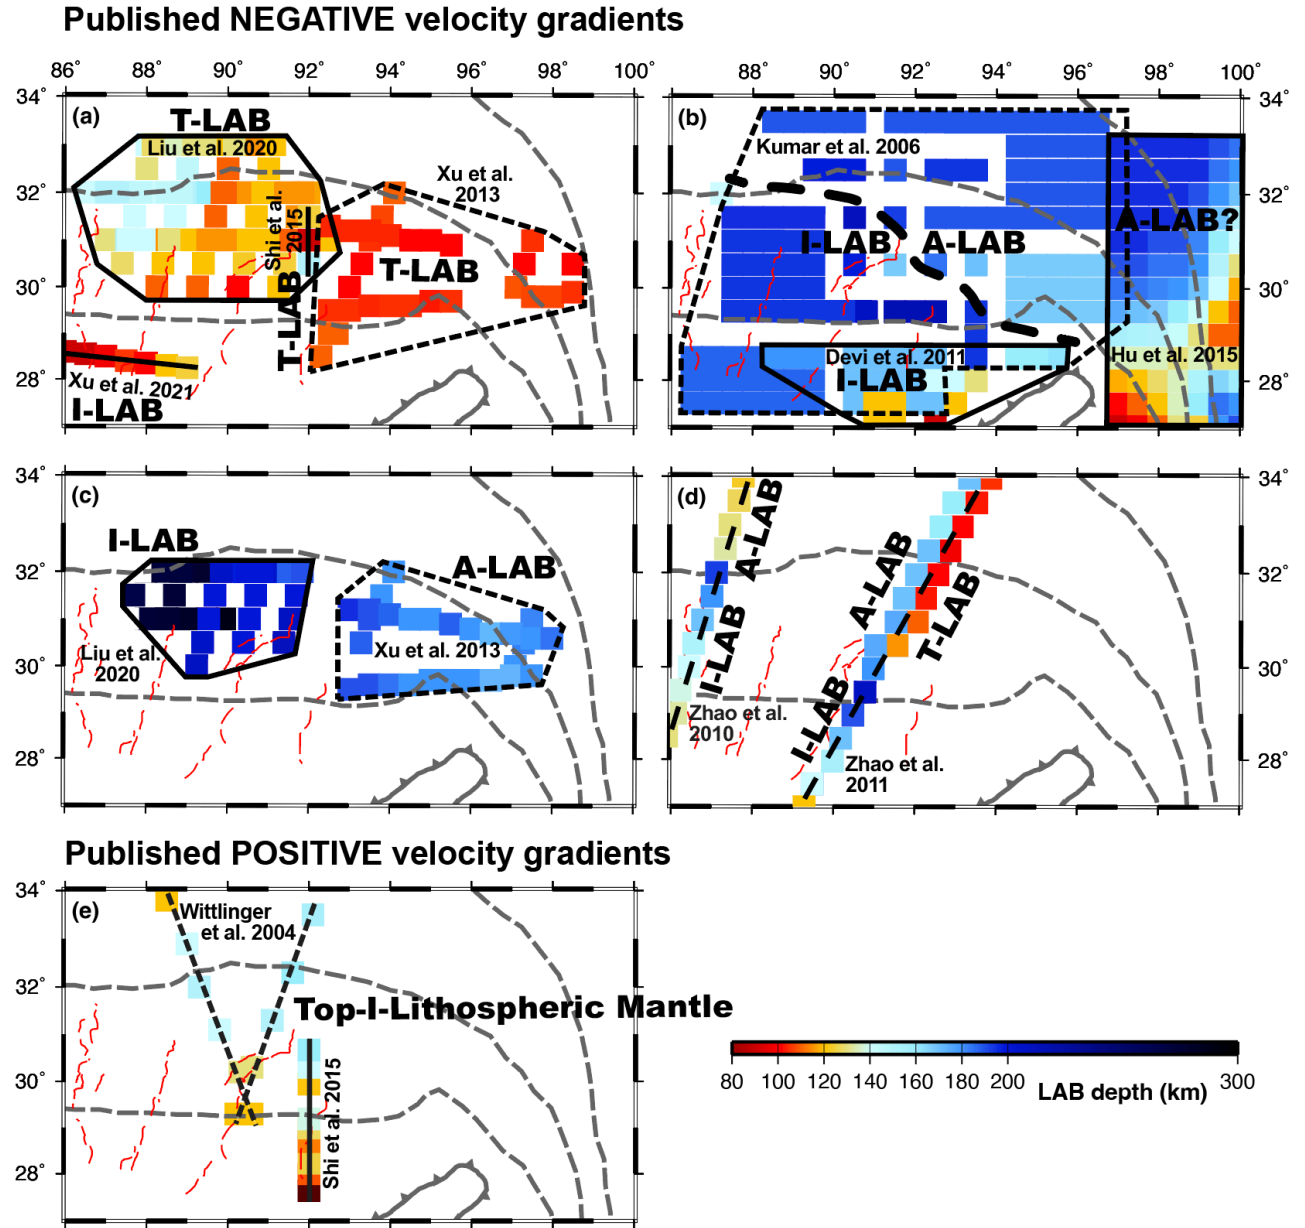 Published NEGATIVE velocity gradients
86° 88° 90° 92° 94° 96° 98° 100°
88° 90° 92° 94° 96° 98° 100°
34°
32°
30°
28°
(a)
T-LAB
Liu et al. 2020
Xu et al.
2013
Shi et al.
2015
T-LAB
T-LAB
Xu et al. 2021
I-LAB
(b)
Kumar et al. 2006
I-LAB
A-LAB
A-LAB?
Devi et al. 2011
I-LAB
Hu et al. 2015
34°
32°
30°
28°
34°
32°
30°
28°
(c)
I-LAB
A-LAB
Liu et al.
2020
Xu et al. 2013
(d)
A-LAB
I-LAB
A-LAB
T-LAB
I-LAB
Zhao et al.
2010
Zhao et al.
2011
34°
32°
30°
28°
Published POSITIVE velocity gradients
34°
32°
30°
28°
(e)
Wittlinger
et al. 2004
Top-I-Lithospheric Mantle
Shi et al. 2015
80 100 120 140 160 180 200 300
LAB depth (km)